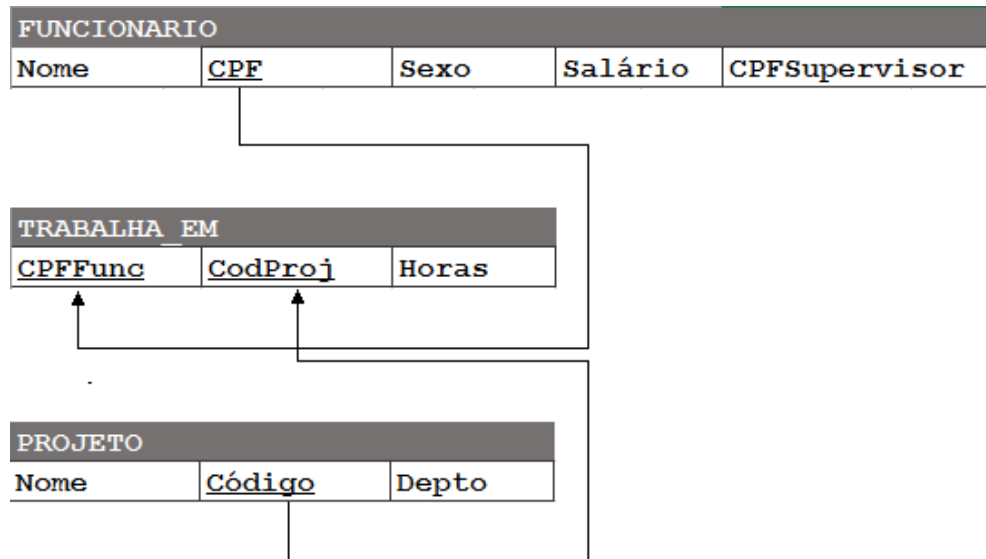 FUNCIONARIO
Nome CPF Sexo Salário CPFSupervisor
TRABALHA_EM
CPFFunc CodProj Horas
PROJETO
Nome Código Depto